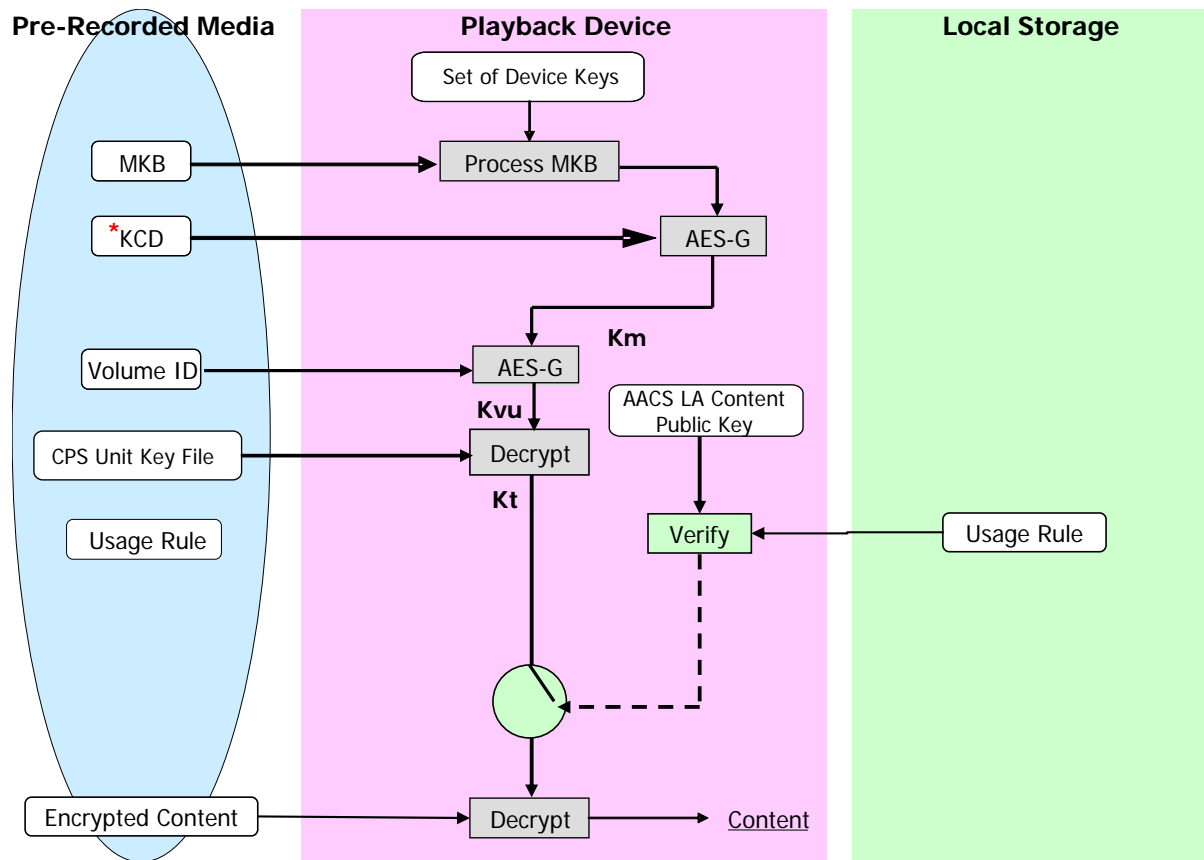 Pre-Recorded Media
Playback Device
Local Storage
Set of Device Keys
MKB
Process MKB
*KCD
AES-G
Km
Volume ID
AES-G
Kvu
AACS LA Content
Public Key
CPS Unit Key File
Decrypt
Kt
Usage Rule
Verify
Usage Rule
Encrypted Content
Decrypt
Content